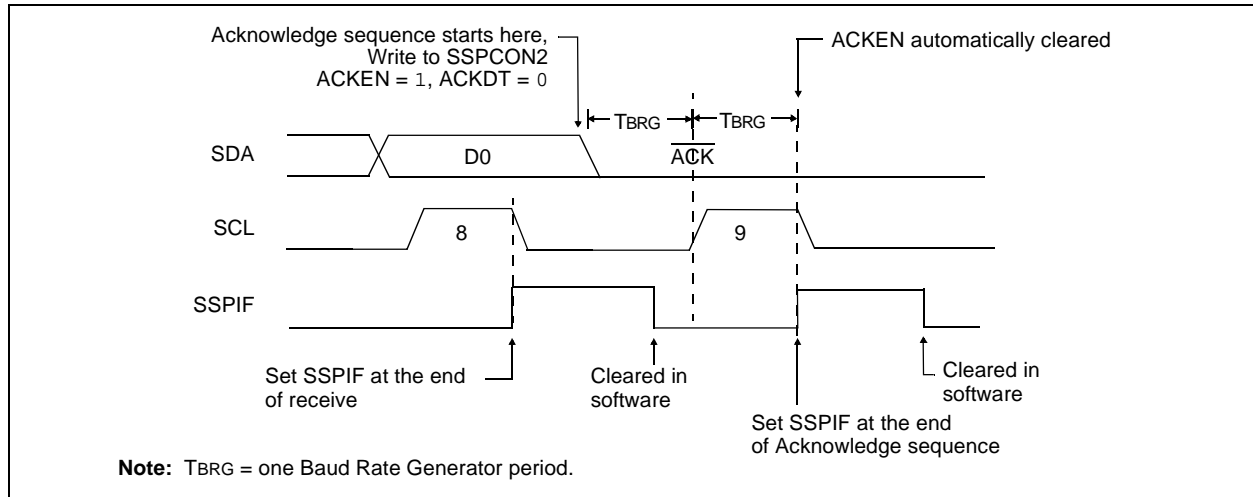 Acknowledge sequence starts here,
Write to SSPCON2
ACKEN = 1, ACKDT = 0
ACKEN automatically cleared
TBRG
TBRG
SDA
D0
ACK
SCL
8
9
SSPIF
Set SSPIF at the end
of receive
Cleared in
software
Set SSPIF at the end
of Acknowledge sequence
Cleared in
software
Note: TBRG = one Baud Rate Generator period.